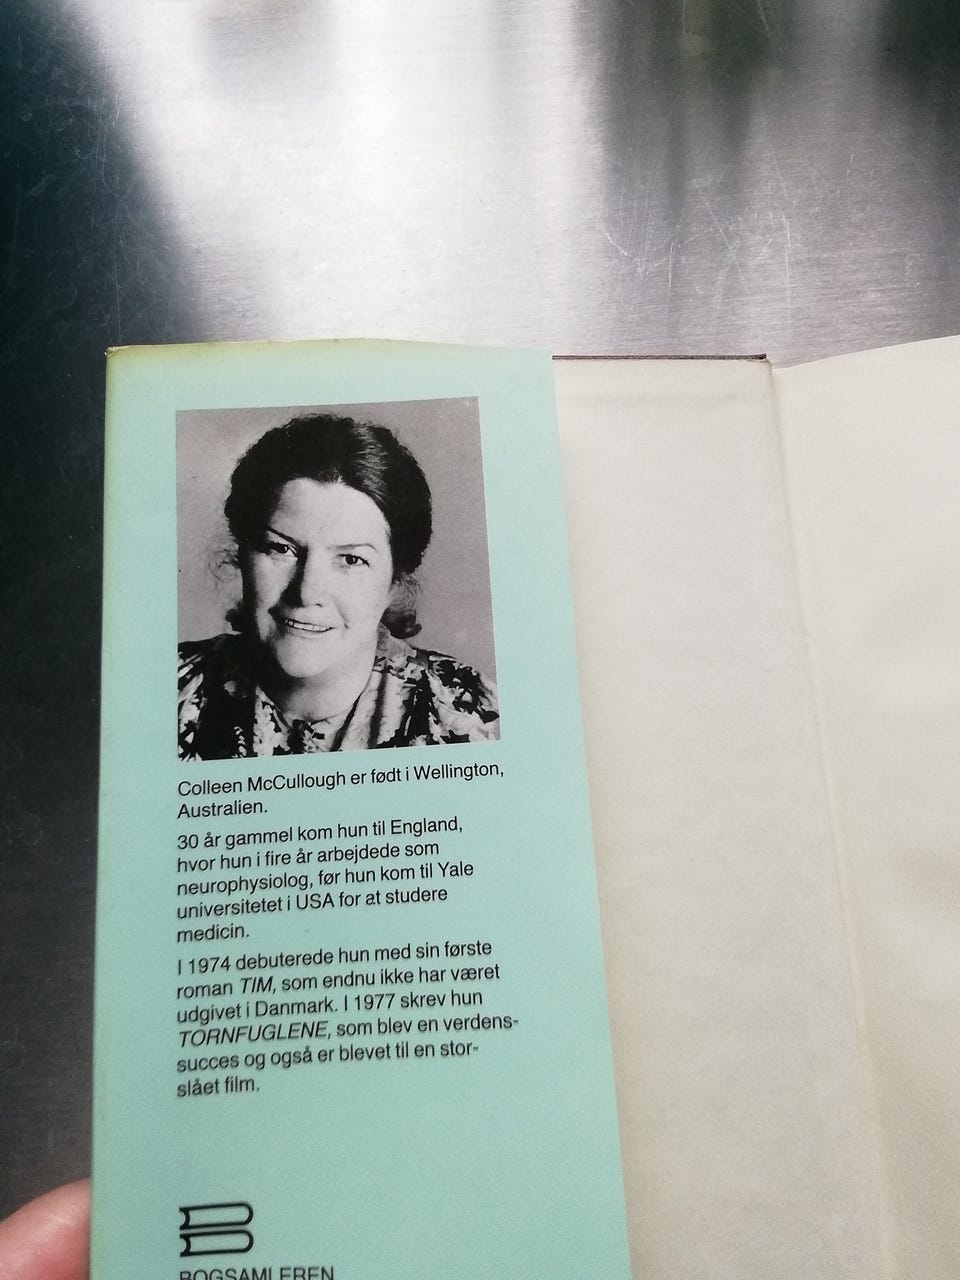 Colleen McCullough er født i Wellington,
Australien.
30 år gammel kom hun til England,
hvor hun i fire år arbejdede som
neurophysiolog, før hun kom til Yale
universitetet i USA for at studere
medicin.
I 1974 debuterede hun med sin første
roman TIM, som endnu ikke har været
udgivet i Danmark. I 1977 skrev hun
TORNFUGLENE, som blev en verdens-
succes og også er blevet til en stor-
slået film.
BOGSAMLEREN